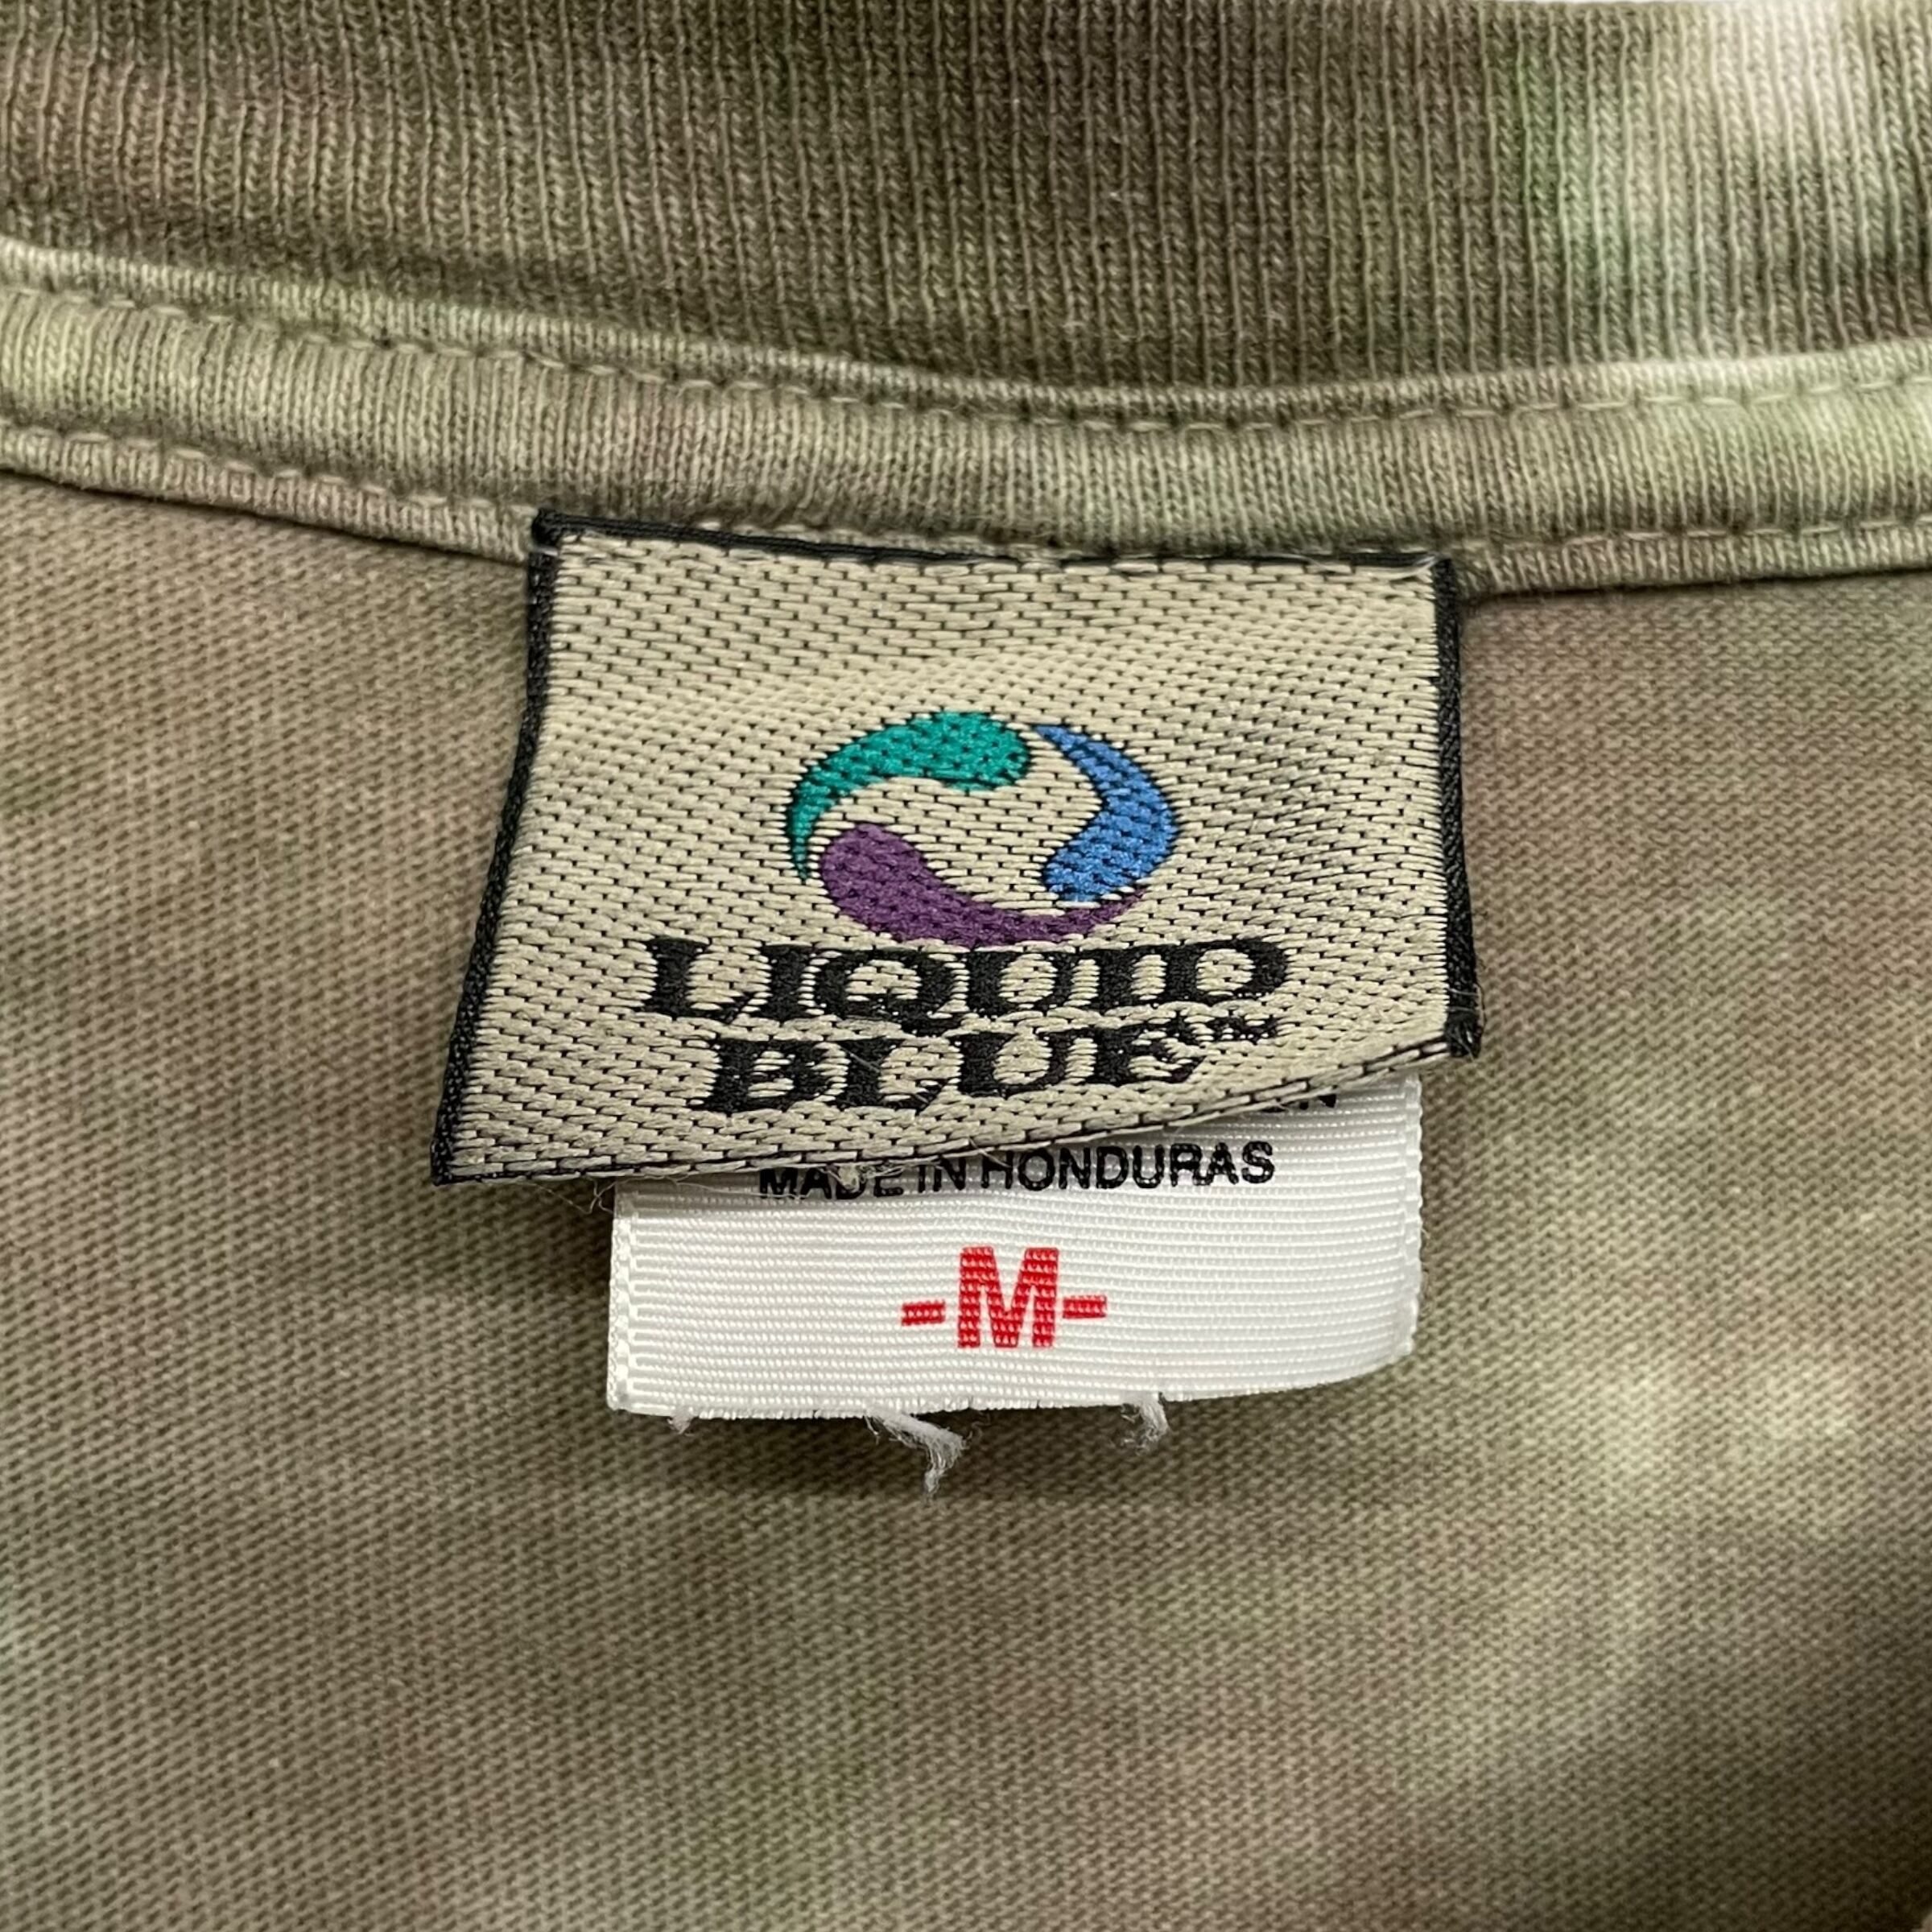 LIQUID
BLUE™
MADE IN HONDURAS
-M-